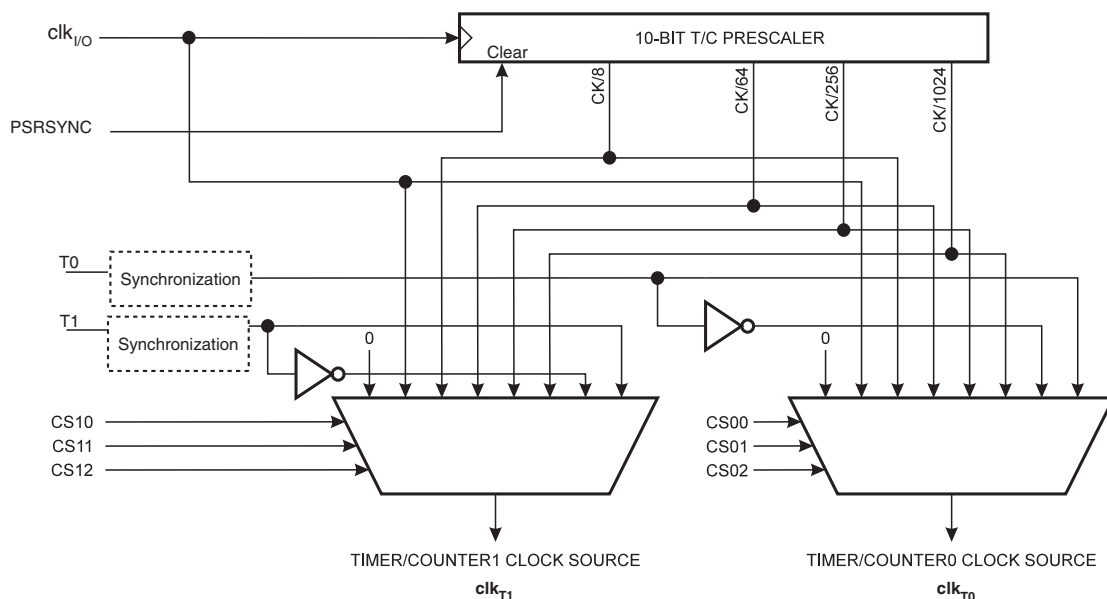 clkI/O
10-BIT T/C PRESCALER
Clear
CK/8
CK/64
CK/256
CK/1024
PSRSYNC
T0
Synchronization
T1
Synchronization
0
0
CS10
CS11
CS12
CS00
CS01
CS02
TIMER/COUNTER1 CLOCK SOURCE
clkT1
TIMER/COUNTER0 CLOCK SOURCE
clkT0